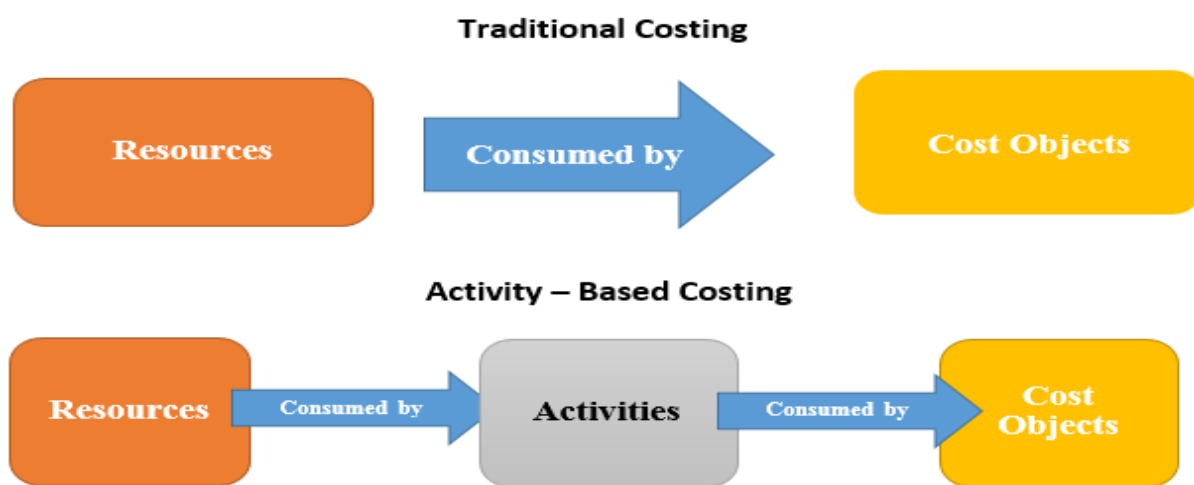 Traditional Costing
Resources
Consumed by
Cost Objects
Activity – Based Costing
Resources
Consumed by
Activities
Consumed by
Cost
Objects